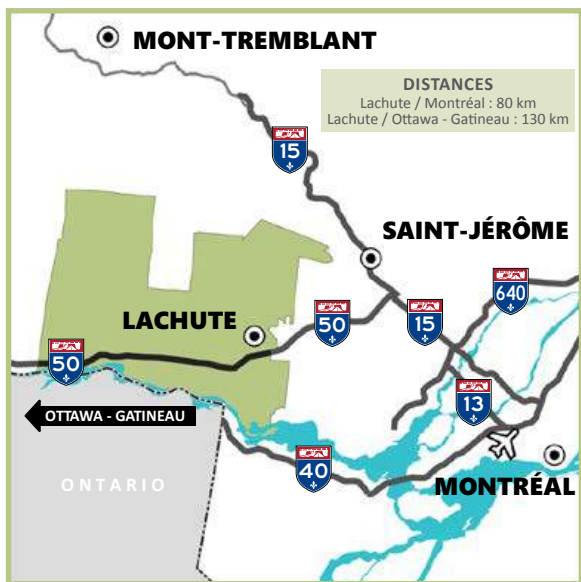 MONT-TREMBLANT
DISTANCES
Lachute / Montréal : 80 km
Lachute / Ottawa - Gatineau : 130 km
15
SAINT-JÉRÔME
640
LACHUTE
50
15
50
13
OTTAWA - GATINEAU
40
ONTARIO
MONTRÉAL